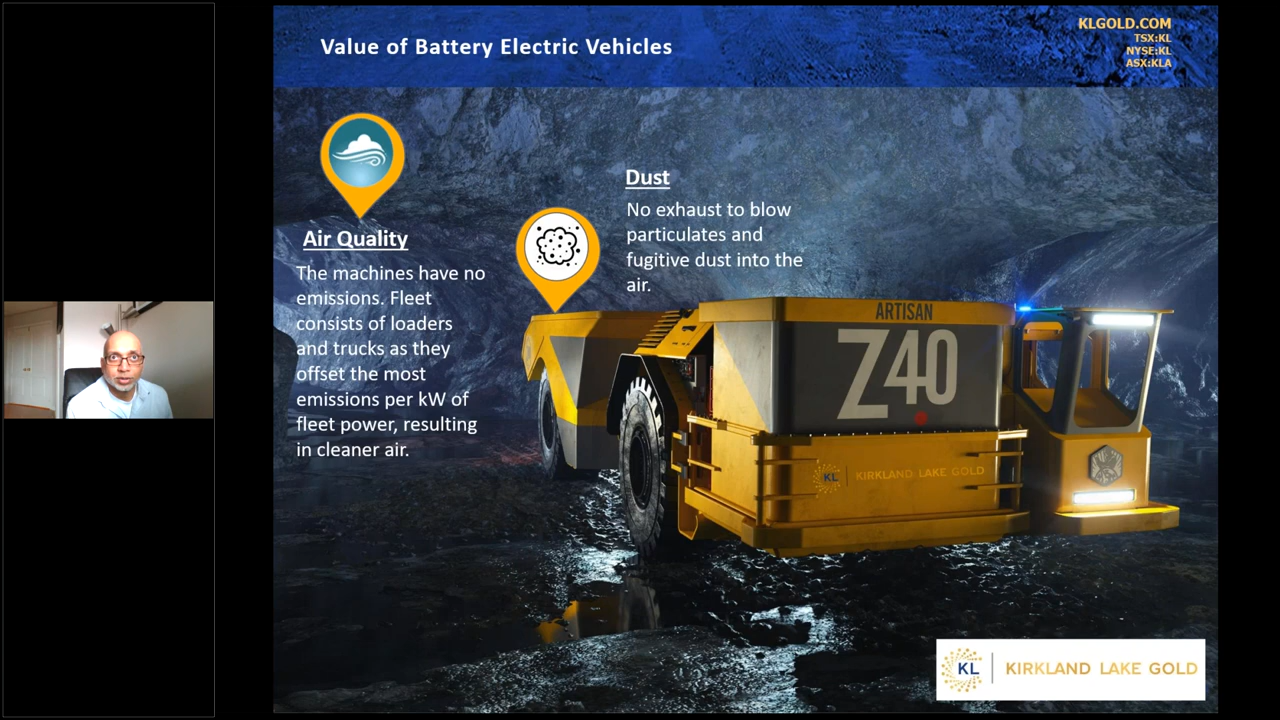 Value of Battery Electric Vehicles
KLGOLD.COM
TSX:KL
NYSE:KL
ASX:KLA
Air Quality
The machines have no
emissions. Fleet
consists of loaders
and trucks as they
offset the most
emissions per kW of
fleet power, resulting
in cleaner air.
Dust
No exhaust to blow
particulates and
fugitive dust into the
air.
ARTISAN
Z40
KL KIRKLAND LAKE GOLD
KL KIRKLAND LAKE GOLD